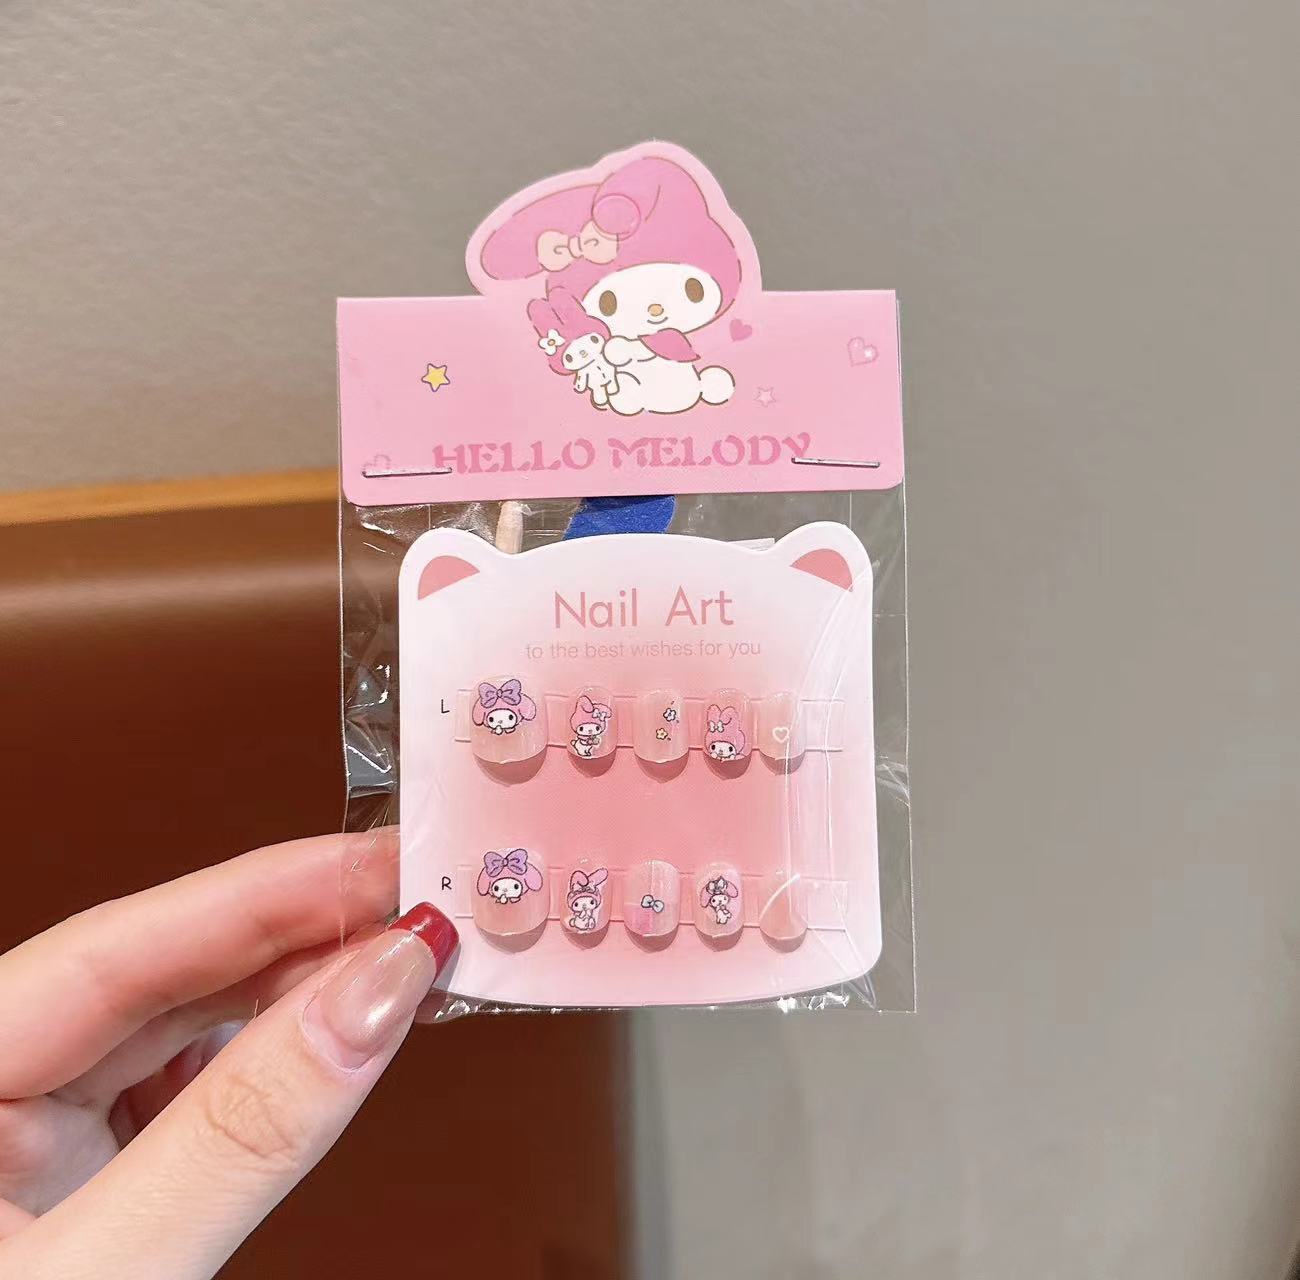 HELLO MELODY
Nail Art
to the best wishes for you
L
R